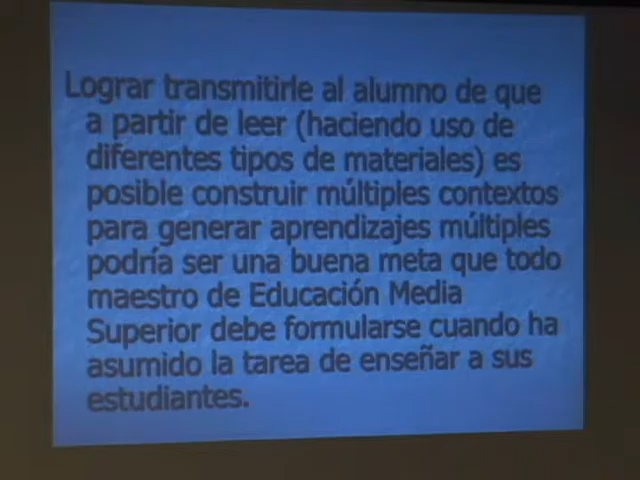 Lograr transmitirle al alumno de que
a partir de leer (haciendo uso de
diferentes tipos de materiales) es
posible construir múltiples contextos
para generar aprendizajes múltiples
podría ser una buena meta que todo
maestro de Educación Media
Superior debe formularse cuando ha
asumido la tarea de enseñar a sus
estudiantes.